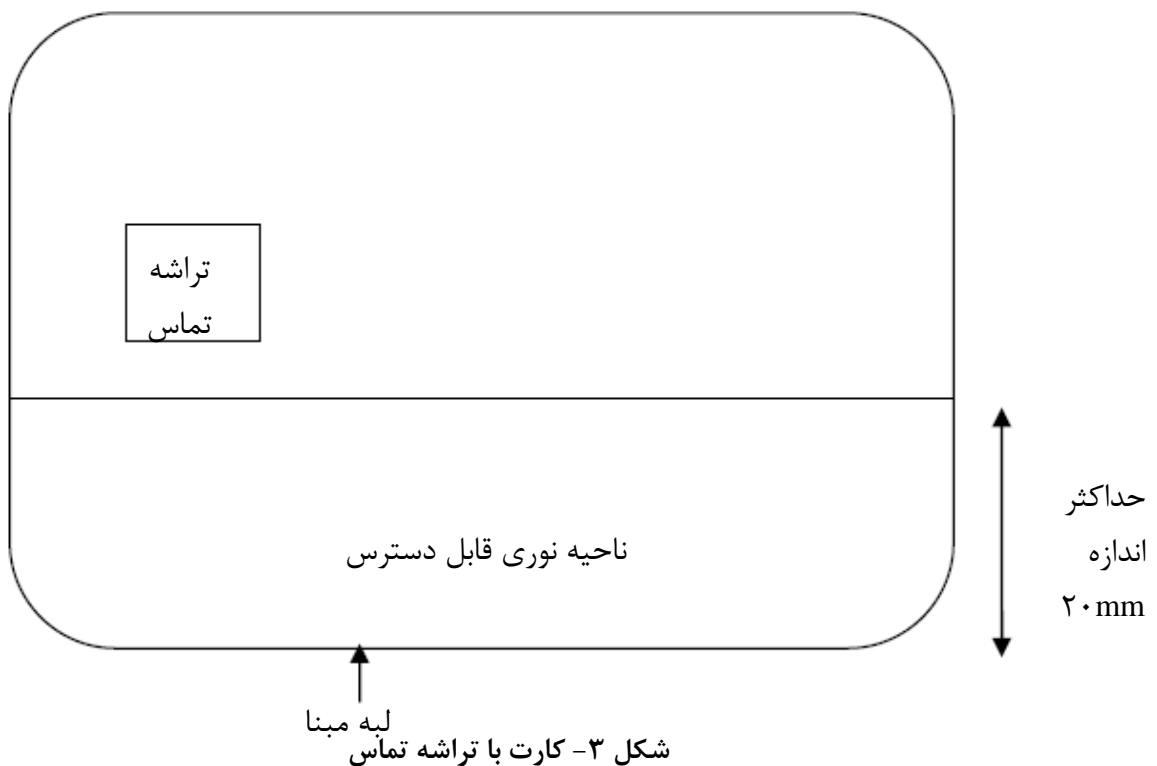 تراشه
تماس
حداکثر
اندازه
۲۰mm
ناحیه نوری قابل دسترس
لبه مبنا
شکل ۳- کارت با تراشه تماس